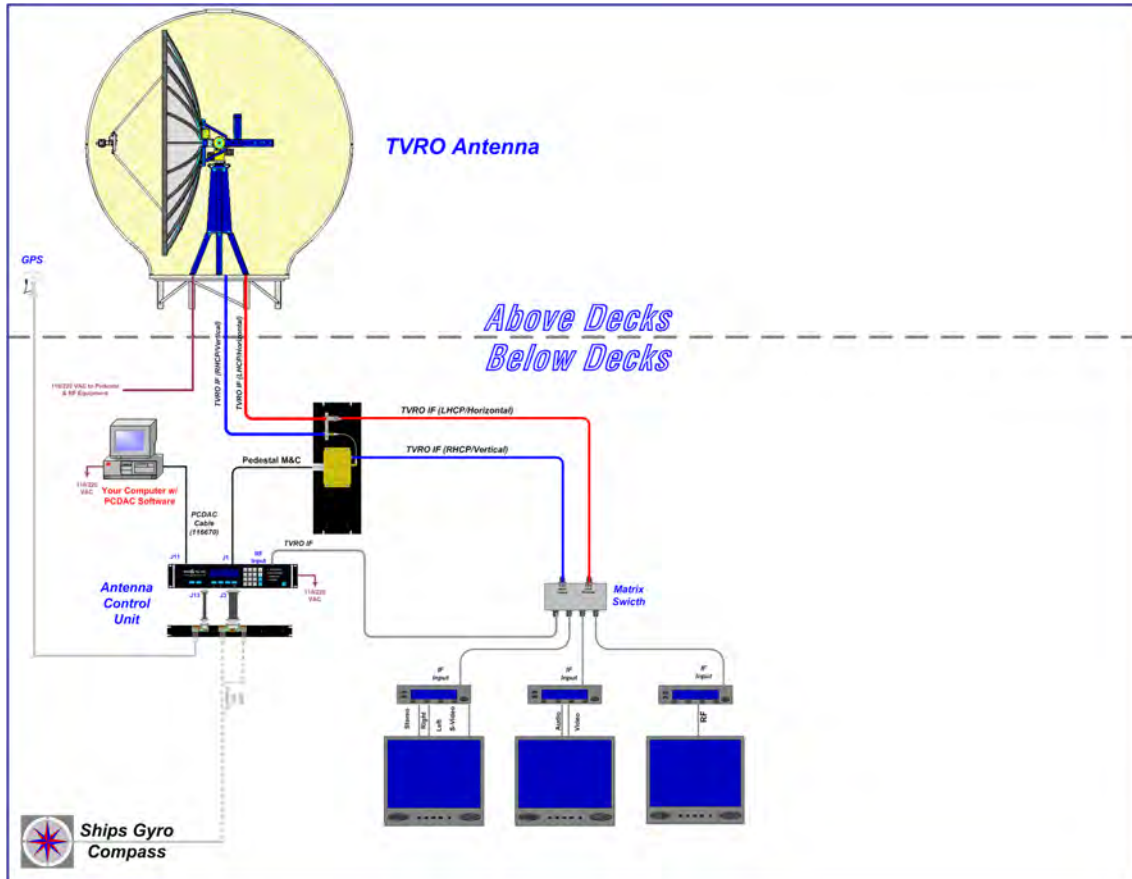 TVRO Antenna
GPS
Above Decks
Below Decks
TVRO IF (RHCP/Vertical)
TVRO IF (LHCP/Horizontal)
110/220 VAC to Pedestal
& RF Equipment
TVRO IF (LHCP/Horizontal)
TVRO IF (RHCP/Vertical)
Pedestal M&C
110/220
VAC
Your Computer w/
PCDAC Software
PCDAC
Cable
(116670)
TVRO IF
J11
J1
RF
Input
Antenna
Control
Unit
J13
J3
110/220
VAC
Matrix
Swicth
IF
Input
IF
Input
IF
Input
Stereo
Right
Left
S-Video
Audio
Video
RF
Ships Gyro
Compass